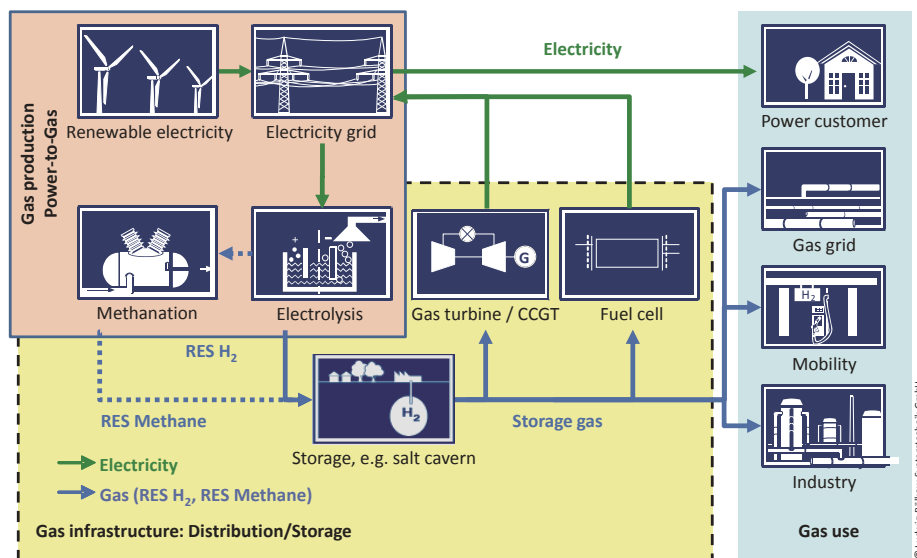 Gas production
Power-to-Gas
Renewable electricity
Electricity grid
Electricity
Power customer
Methanation
+
-
Electrolysis
G
Gas turbine / CCGT
Fuel cell
Gas grid
H2
Mobility
RES H2
RES Methane
H2
Storage gas
Storage, e.g. salt cavern
Industry
Electricity
Gas (RES H2, RES Methane)
Gas infrastructure: Distribution/Storage
Gas use